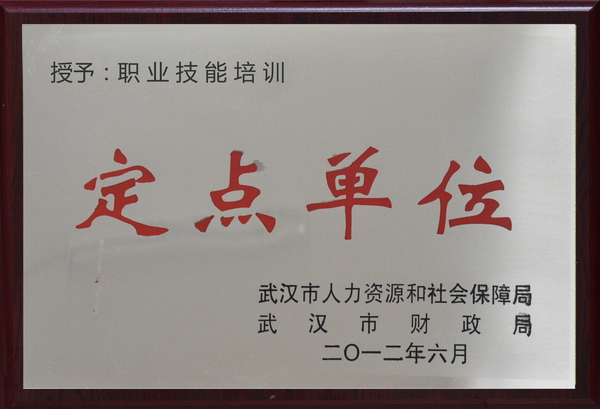 授予：职业技能培训
定点单位
武汉市人力资源和社会保障局
武汉市财政局
二〇一二年六月